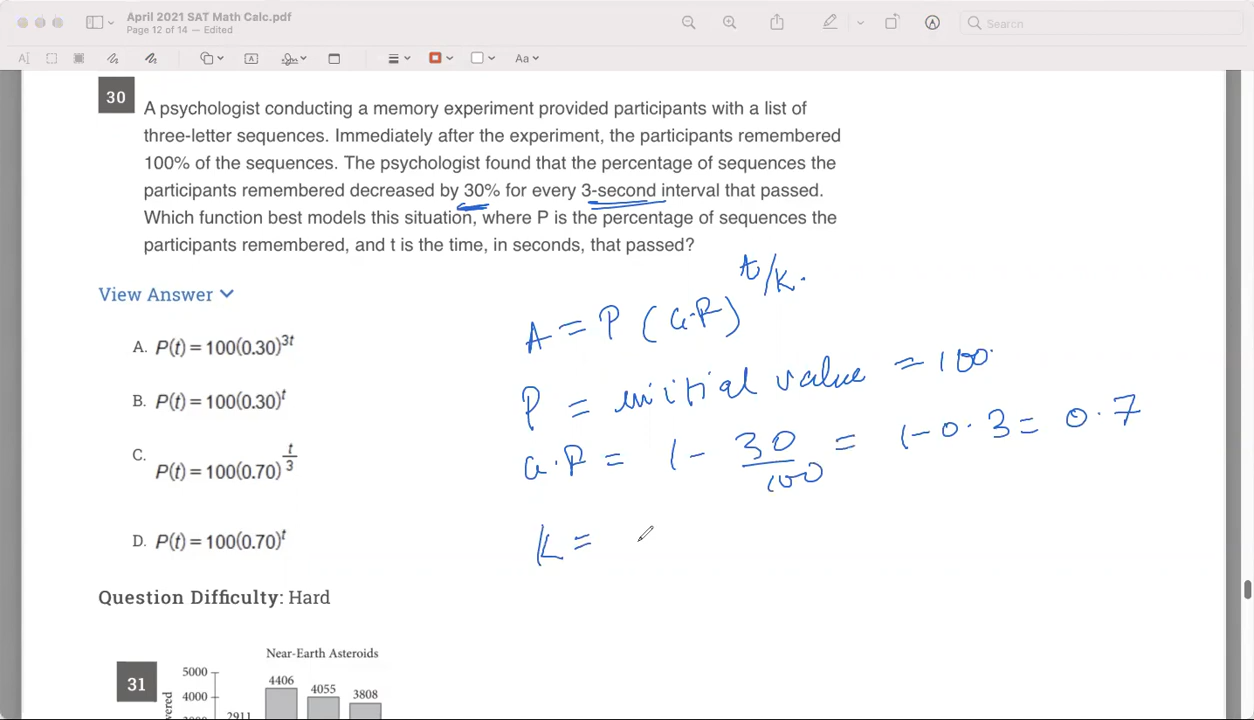 April 2021 SAT Math Calc.pdf
Page 12 of 14 – Edited
Search
Aa
30
A psychologist conducting a memory experiment provided participants with a list of
three-letter sequences. Immediately after the experiment, the participants remembered
100% of the sequences. The psychologist found that the percentage of sequences the
participants remembered decreased by 30% for every 3-second interval that passed.
Which function best models this situation, where P is the percentage of sequences the
participants remembered, and t is the time, in seconds, that passed?
View Answer
A. P(t) = 100(0.30)^3t
B. P(t) = 100(0.30)^t
C. P(t) = 100(0.70)^t/3
D. P(t) = 100(0.70)^t
A = P (a.R)^t/k.
P = initial value = 100.
a.R = 1 - 30/100 = 1 - 0.3 = 0.7
K =
Question Difficulty: Hard
31
Near-Earth Asteroids
5000
4000
2911
4406
4055
3808